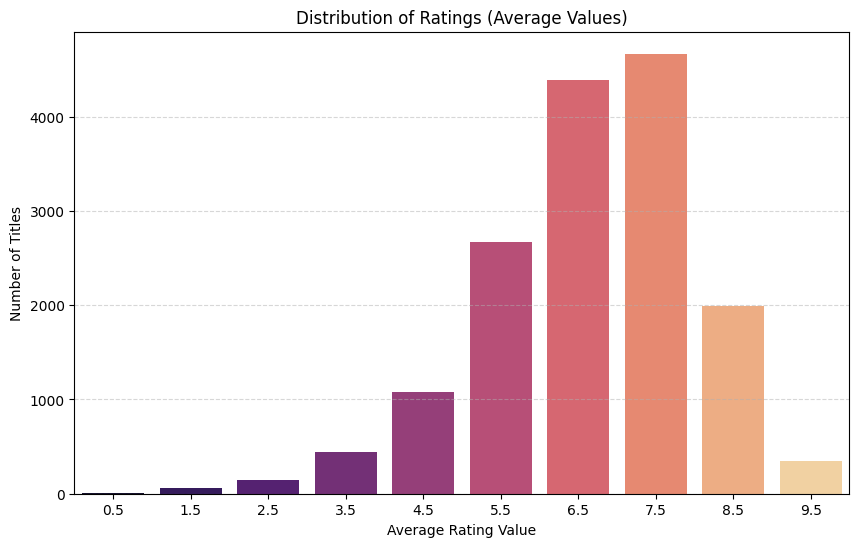 Distribution of Ratings (Average Values)
Number of Titles
4000
3000
2000
1000
0
0.5 1.5 2.5 3.5 4.5 5.5 6.5 7.5 8.5 9.5
Average Rating Value